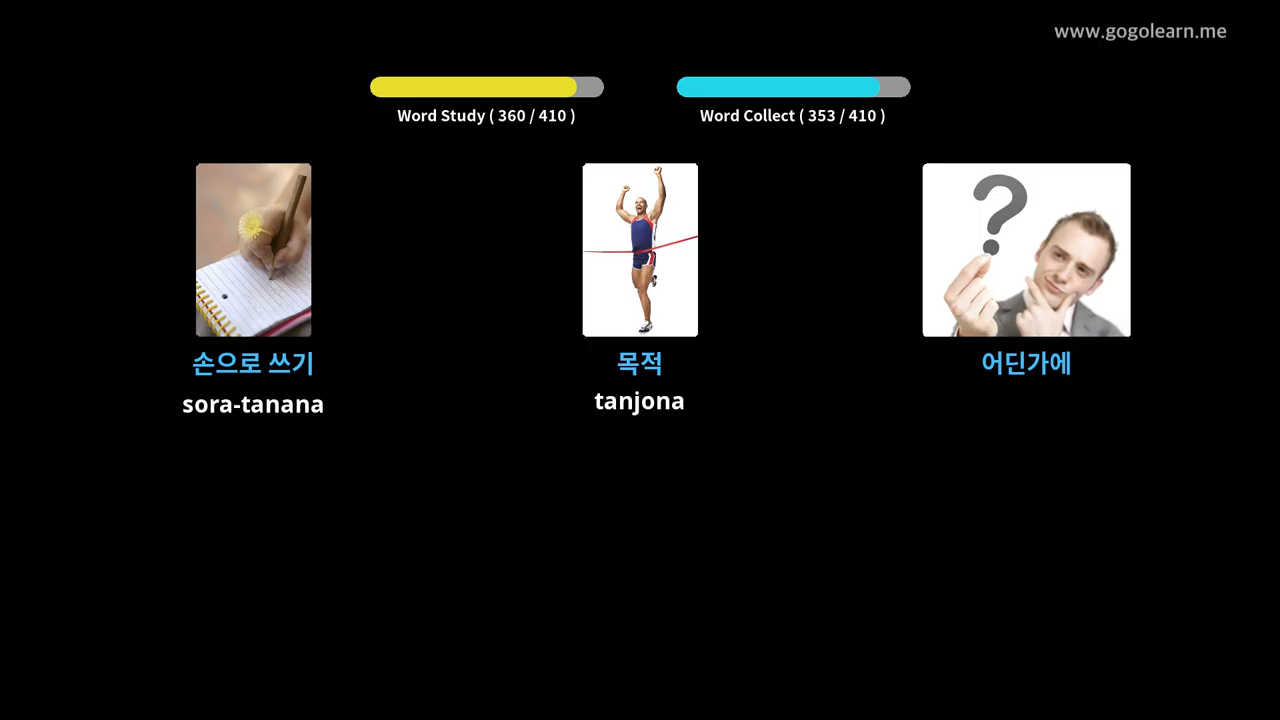 www.gogolearn.me
Word Study ( 360 / 410 )
Word Collect ( 353 / 410 )
손으로 쓰기
목적
어딘가에
sora-tanana
tanjona